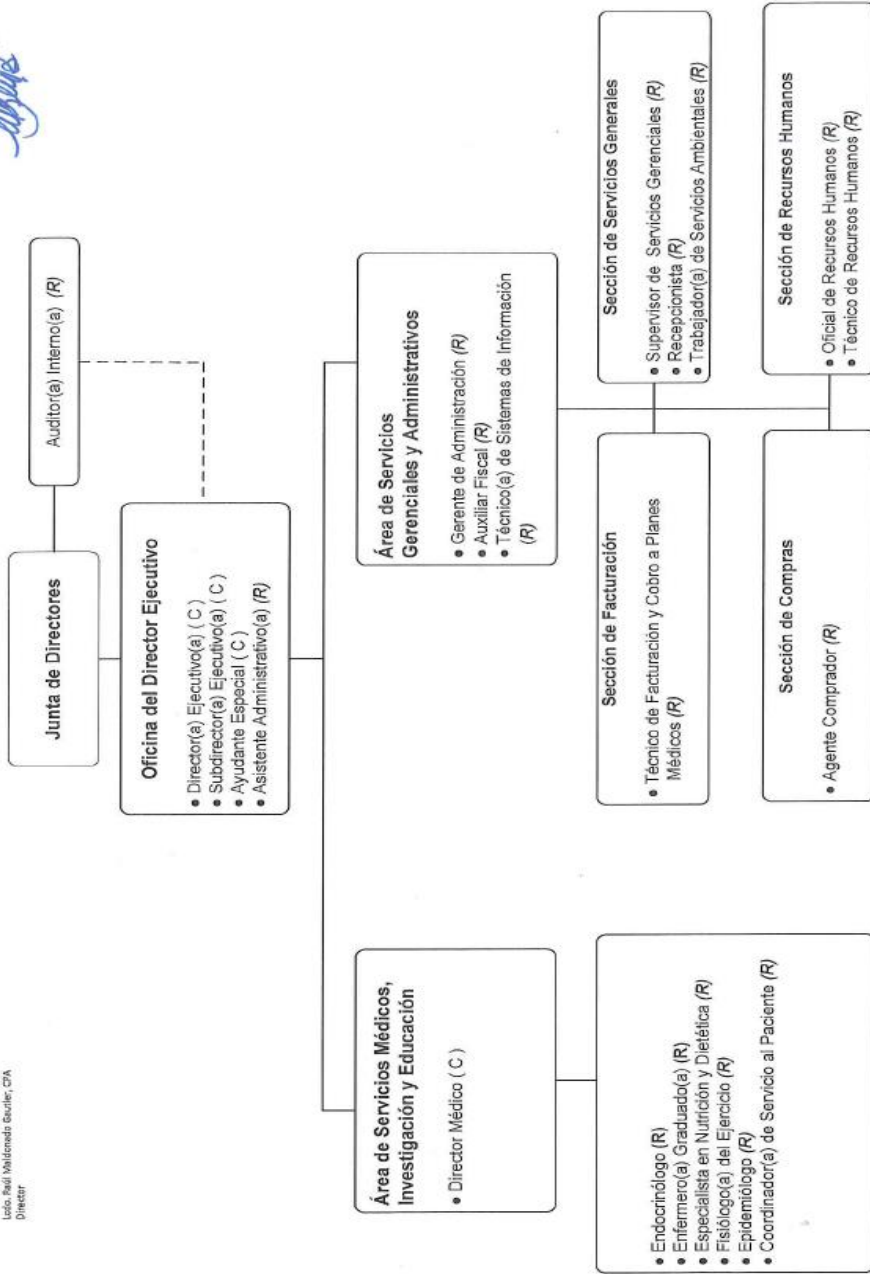 Lcdo. Raúl Maldonado Gautier, CPA
Director
Junta de Directores
Auditor(a) Interno(a) (R)
Oficina del Director Ejecutivo
• Director(a) Ejecutivo(a) ( C )
• Subdirector(a) Ejecutivo(a) ( C )
• Ayudante Especial ( C )
• Asistente Administrativo(a) (R)
Área de Servicios Médicos,
Investigación y Educación
• Director Médico ( C )
• Endocrinólogo (R)
• Enfermero(a) Graduado(a) (R)
• Especialista en Nutrición y Dietética (R)
• Fisiólogo(a) del Ejercicio (R)
• Epidemiólogo (R)
• Coordinador(a) de Servicio al Paciente (R)
Área de Servicios
Gerenciales y Administrativos
• Gerente de Administración (R)
• Auxiliar Fiscal (R)
• Técnico(a) de Sistemas de Información
(R)
Sección de Facturación
• Técnico de Facturación y Cobro a Planes
Médicos (R)
Sección de Servicios Generales
• Supervisor de Servicios Gerenciales (R)
• Recepcionista (R)
• Trabajador(a) de Servicios Ambientales (R)
Sección de Compras
• Agente Comprador (R)
Sección de Recursos Humanos
• Oficial de Recursos Humanos (R)
• Técnico de Recursos Humanos (R)